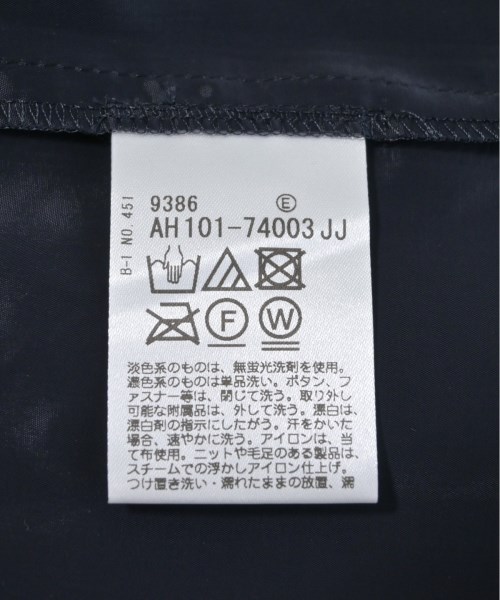 B-1 NO. 451
9386 Ⓔ
AH101-74003 JJ
F W
淡色系のものは、無蛍光洗剤を使用。
濃色系のものは単品洗い。ボタン、フ
ァスナー等は、閉じて洗う。取り外し
可能な附属品は、外して洗う。漂白は、
漂白剤の指示にしたがう。汗をかいた
場合、速やかに洗う。アイロンは、当
て布使用。ニットや毛足のある製品は、
スチームでの浮かしアイロン仕上げ。
つけ置き洗い・濡れたままの放置、濡